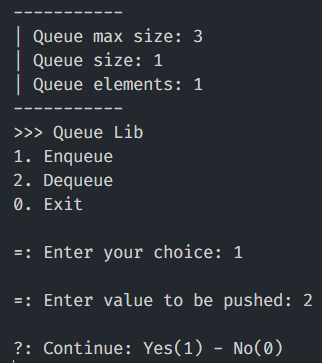 -----------
| Queue max size: 3
| Queue size: 1
| Queue elements: 1
-----------
>>> Queue Lib
1. Enqueue
2. Dequeue
0. Exit
=: Enter your choice: 1
=: Enter value to be pushed: 2
?: Continue: Yes(1) - No(0)